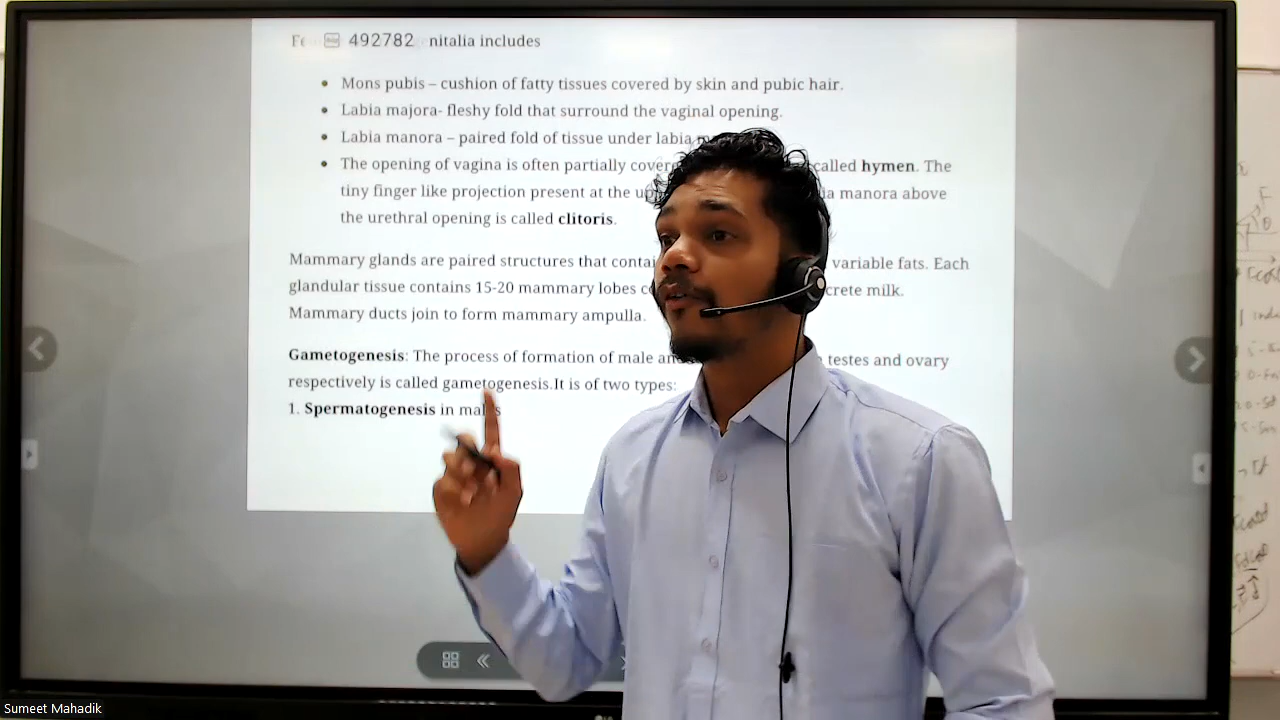 492782 nitalia includes
• Mons pubis – cushion of fatty tissues covered by skin and pubic hair.
• Labia majora- fleshy fold that surround the vaginal opening.
• Labia manora – paired fold of tissue under labia
• The opening of vagina is often partially called hymen. The
tiny finger like projection present at the manora above
the urethral opening is called clitoris.
Mammary glands are paired structures that variable fats. Each
glandular tissue contains 15-20 mammary lobes milk.
Mammary ducts join to form mammary ampulla.
Gametogenesis: The process of formation of male testes and ovary
respectively is called gametogenesis.It is of two types:
1. Spermatogenesis in males
Sumeet Mahadik